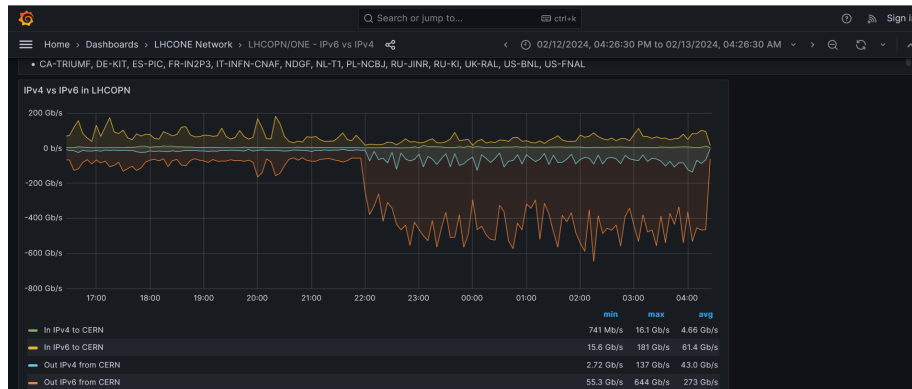 Search or jump to... ctrl+k Sign i
Home › Dashboards › LHCONE Network › LHCOPN/ONE - IPv6 vs IPv4 02/12/2024, 04:26:30 PM to 02/13/2024, 04:26:30 AM
• CA-TRIUMF, DE-KIT, ES-PIC, FR-IN2P3, IT-INFN-CNAF, NDGF, NL-T1, PL-NCBJ, RU-JINR, RU-KI, UK-RAL, US-BNL, US-FNAL
IPv4 vs IPv6 in LHCOPN
200 Gb/s
0 b/s
-200 Gb/s
-400 Gb/s
-600 Gb/s
-800 Gb/s
17:00 18:00 19:00 20:00 21:00 22:00 23:00 00:00 01:00 02:00 03:00 04:00
min max avg
In IPv4 to CERN 741 Mb/s 16.1 Gb/s 4.66 Gb/s
In IPv6 to CERN 15.6 Gb/s 181 Gb/s 61.4 Gb/s
Out IPv4 from CERN 2.72 Gb/s 137 Gb/s 43.0 Gb/s
Out IPv6 from CERN 55.3 Gb/s 644 Gb/s 273 Gb/s